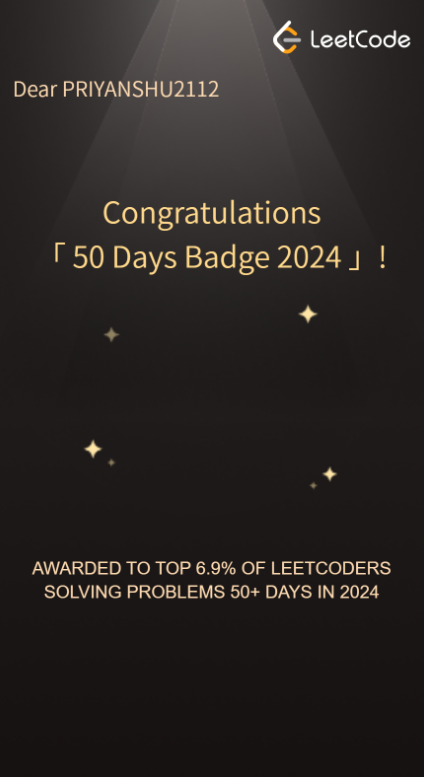 LeetCode
Dear PRIYANSHU2112
Congratulations
「 50 Days Badge 2024 」 !
AWARDED TO TOP 6.9% OF LEETCODERS
SOLVING PROBLEMS 50+ DAYS IN 2024